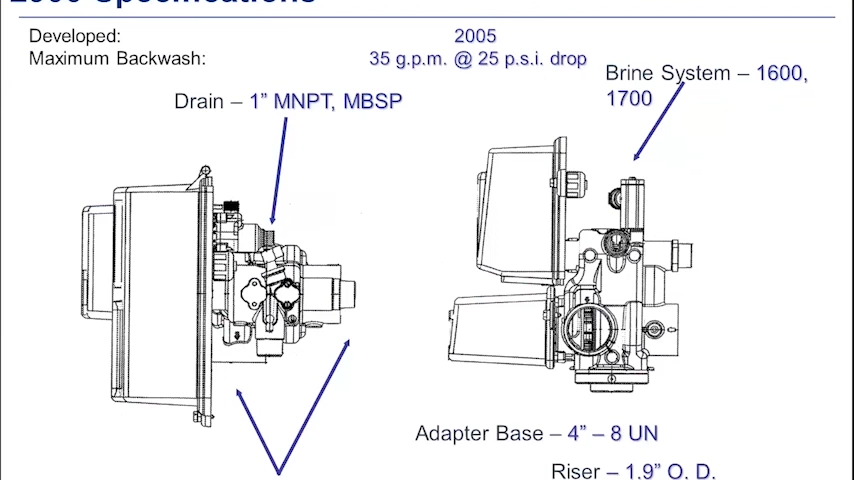 Specifications
Developed: 2005
Maximum Backwash: 35 g.p.m. @ 25 p.s.i. drop
Brine System – 1600,
1700
Drain – 1” MNPT, MBSP
Adapter Base – 4” – 8 UN
Riser – 1.9” O. D.